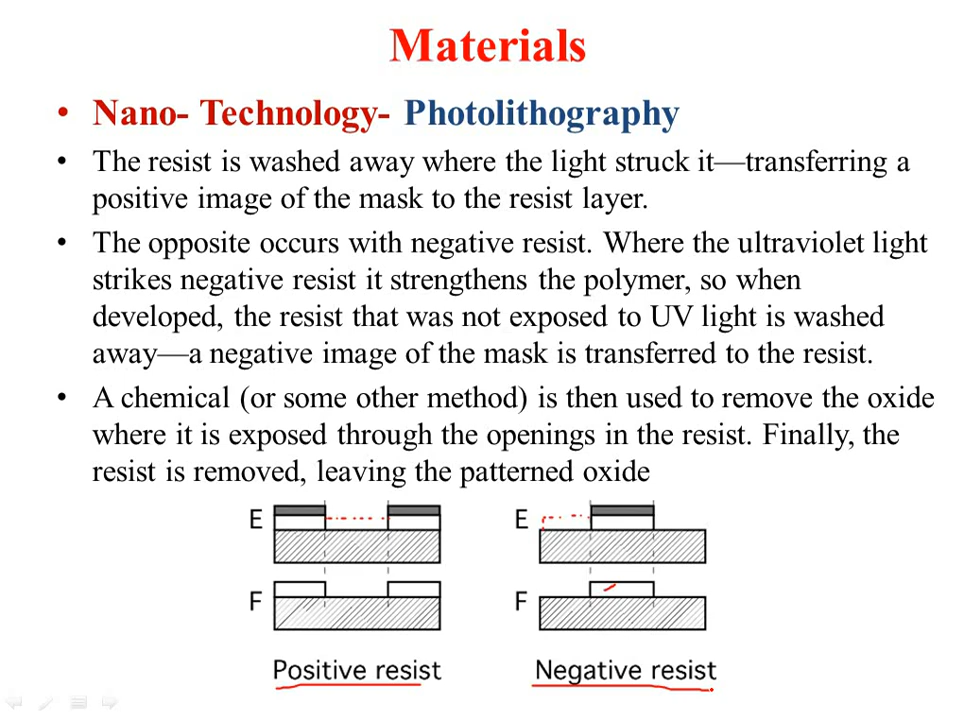 Materials
• Nano- Technology- Photolithography
• The resist is washed away where the light struck it—transferring a
positive image of the mask to the resist layer.
• The opposite occurs with negative resist. Where the ultraviolet light
strikes negative resist it strengthens the polymer, so when
developed, the resist that was not exposed to UV light is washed
away—a negative image of the mask is transferred to the resist.
• A chemical (or some other method) is then used to remove the oxide
where it is exposed through the openings in the resist. Finally, the
resist is removed, leaving the patterned oxide
E E
F F
Positive resist Negative resist